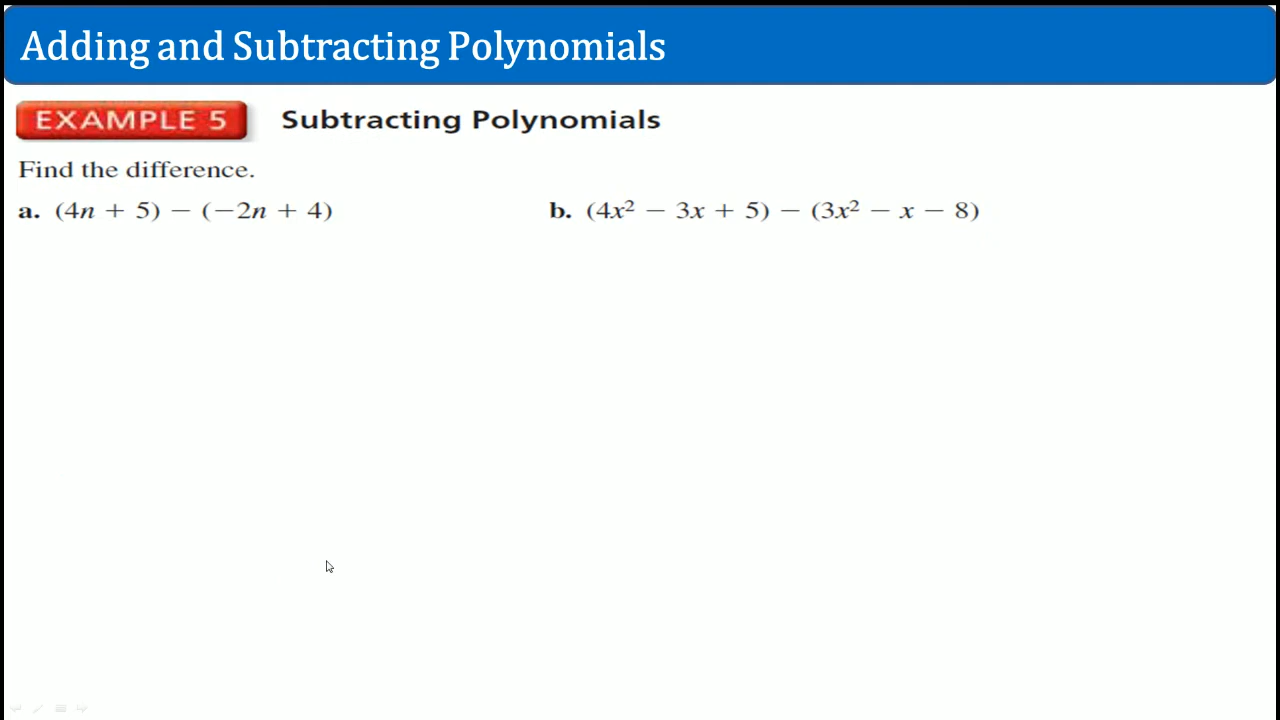 Adding and Subtracting Polynomials
EXAMPLE 5 Subtracting Polynomials
Find the difference.
a. (4n + 5) − (−2n + 4) b. (4x² − 3x + 5) − (3x² − x − 8)